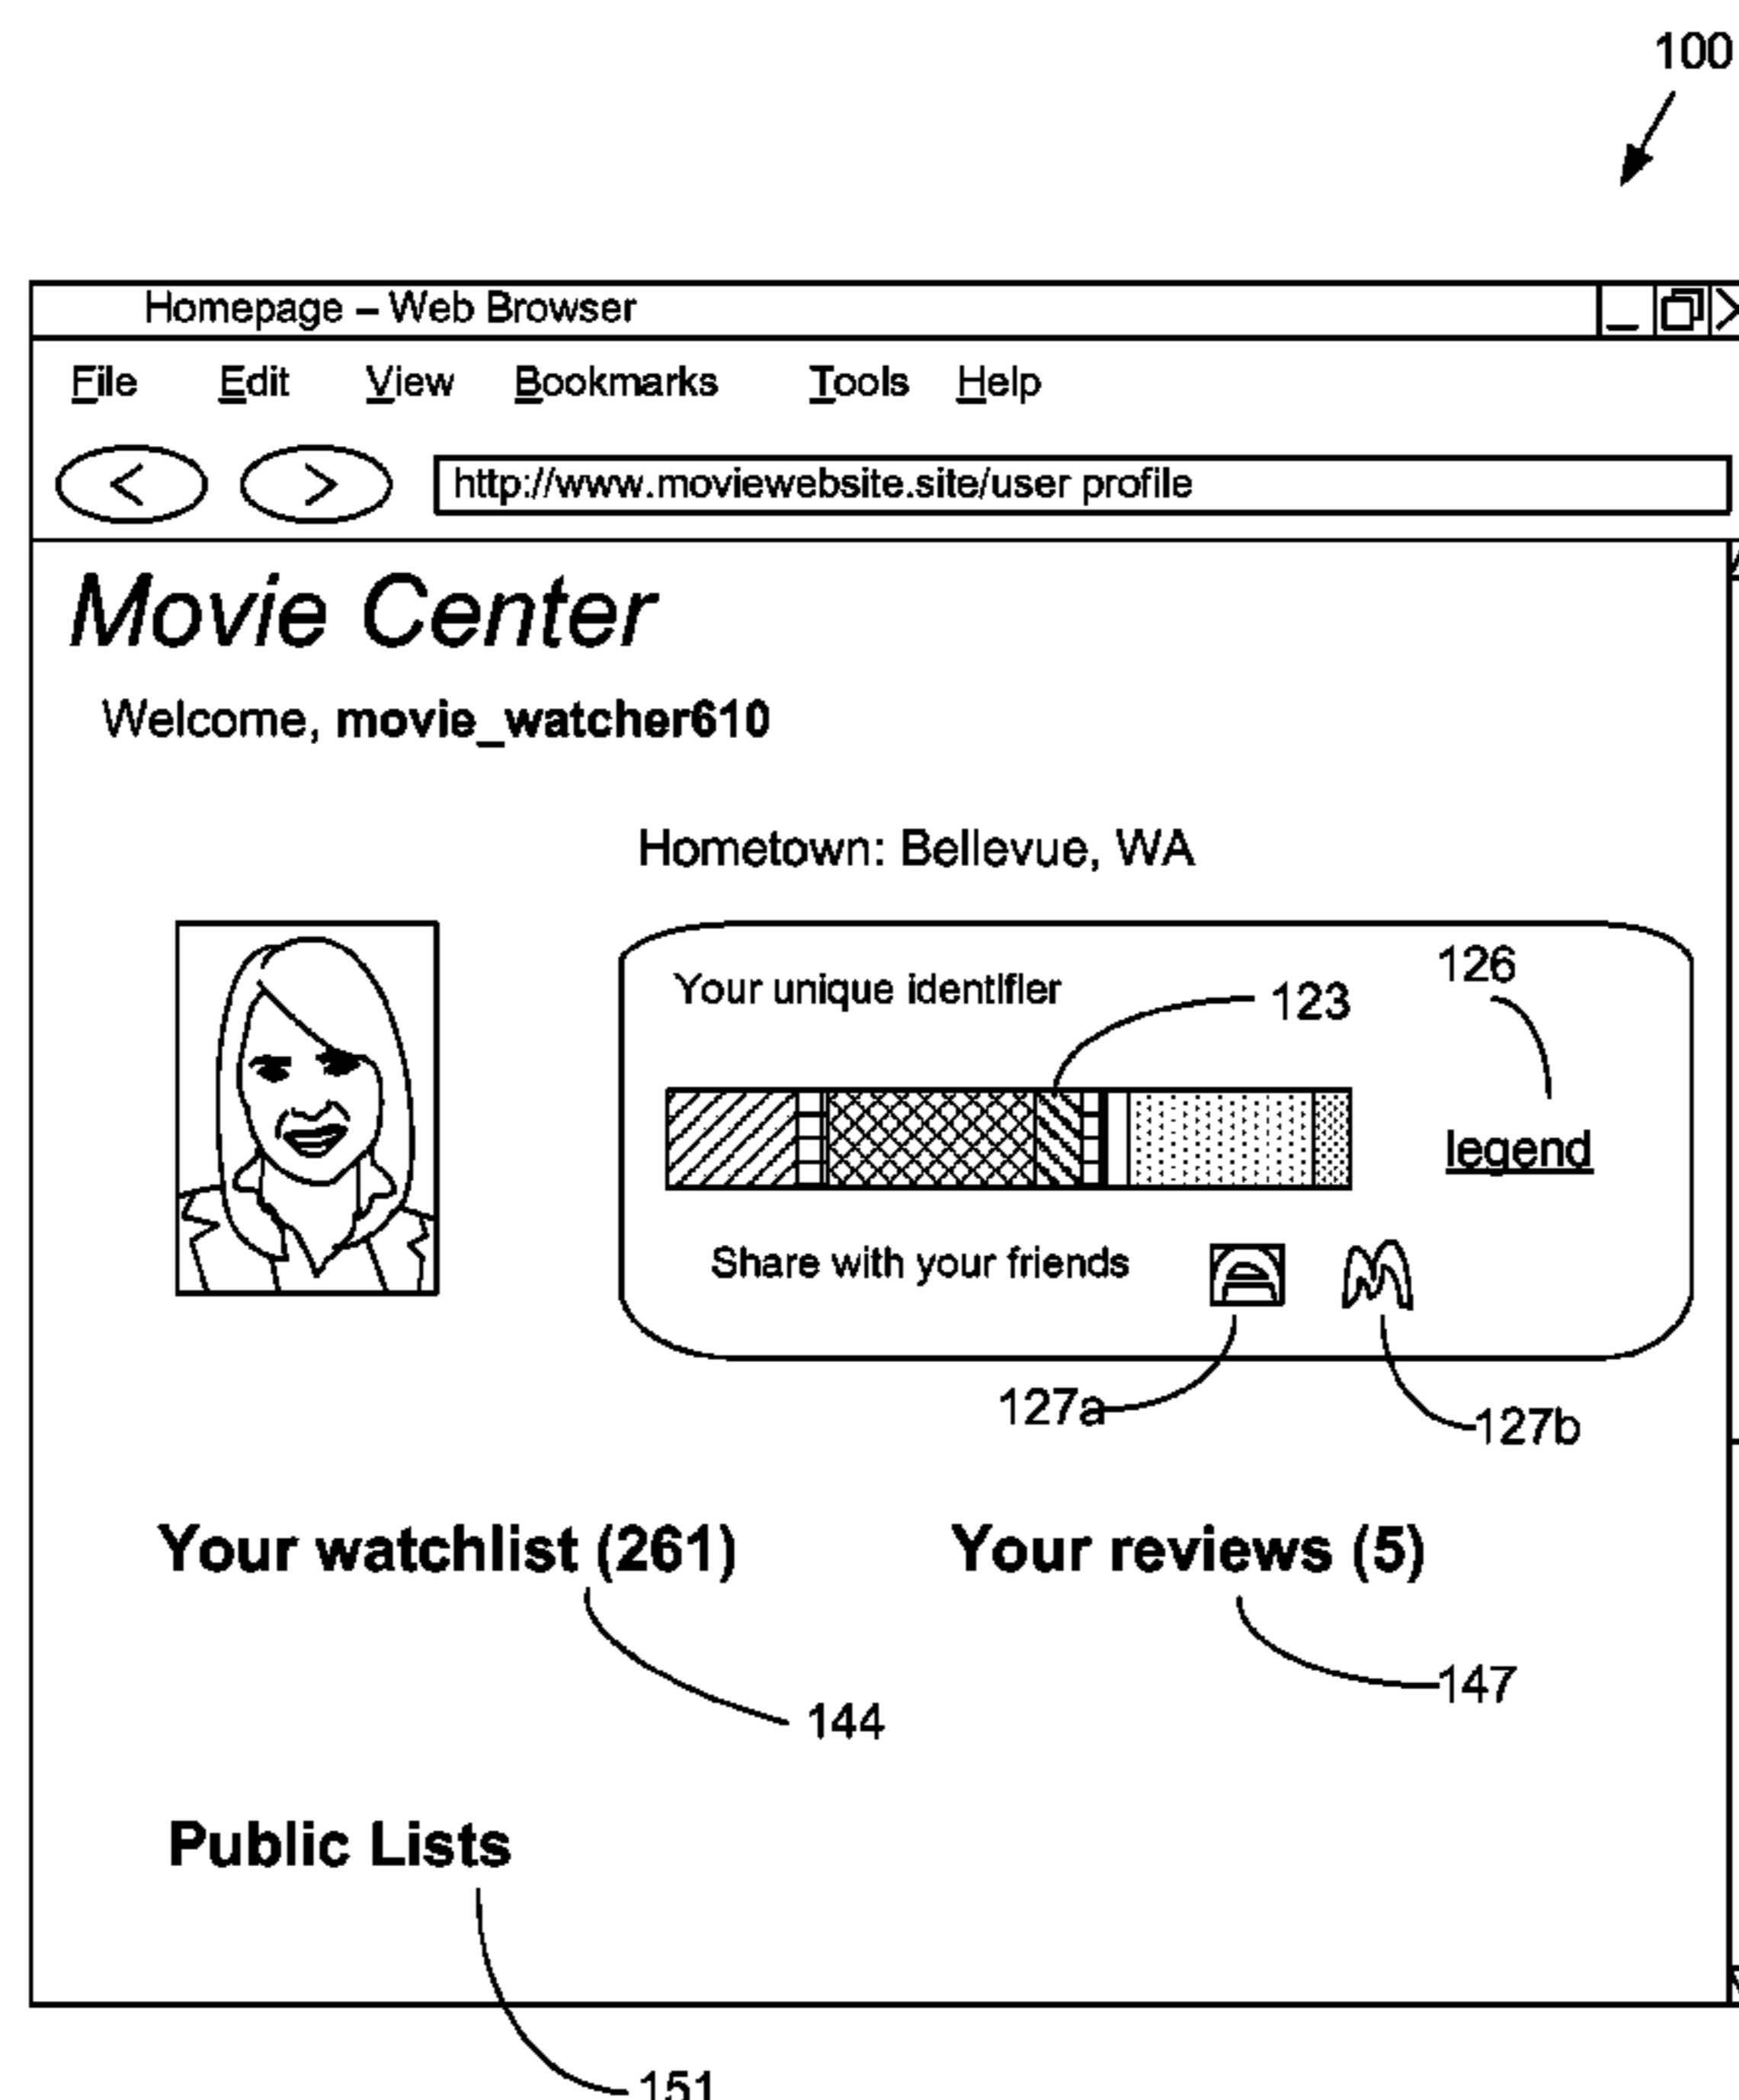 100
Homepage – Web Browser
File Edit View Bookmarks Tools Help
< > http://www.moviewebsite.site/user profile
Movie Center
Welcome, movie_watcher610
Hometown: Bellevue, WA
126
Your unique identifier 123
legend
Share with your friends
127a 127b
Your watchlist (261) Your reviews (5)
147
144
Public Lists
151